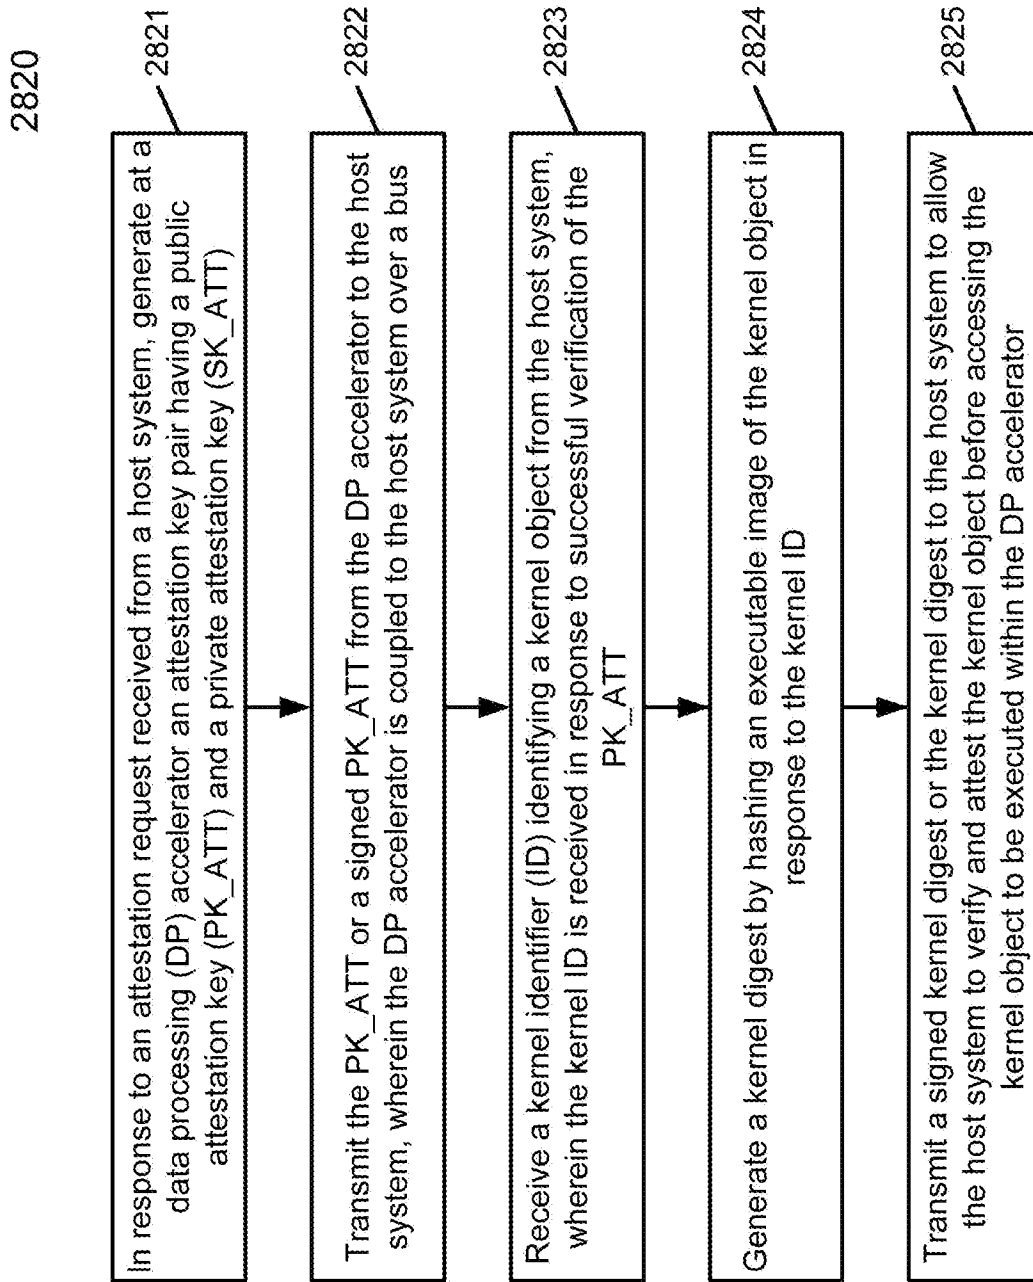 2820
In response to an attestation request received from a host system, generate at a
data processing (DP) accelerator an attestation key pair having a public
attestation key (PK_ATT) and a private attestation key (SK_ATT)
2821
Transmit the PK_ATT or a signed PK_ATT from the DP accelerator to the host
system, wherein the DP accelerator is coupled to the host system over a bus
2822
Receive a kernel identifier (ID) identifying a kernel object from the host system,
wherein the kernel ID is received in response to successful verification of the
PK_ATT
2823
Generate a kernel digest by hashing an executable image of the kernel object in
response to the kernel ID
2824
Transmit a signed kernel digest or the kernel digest to the host system to allow
the host system to verify and attest the kernel object before accessing the
kernel object to be executed within the DP accelerator
2825